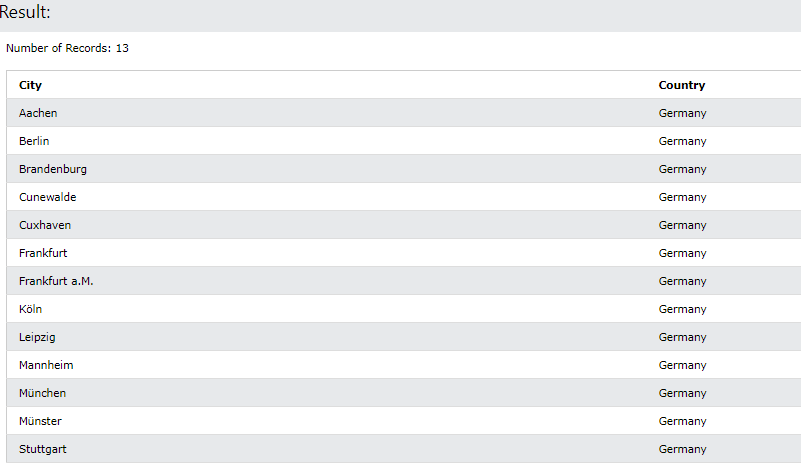 Result:
Number of Records: 13
City Country
Aachen Germany
Berlin Germany
Brandenburg Germany
Cunewalde Germany
Cuxhaven Germany
Frankfurt Germany
Frankfurt a.M. Germany
Köln Germany
Leipzig Germany
Mannheim Germany
München Germany
Münster Germany
Stuttgart Germany